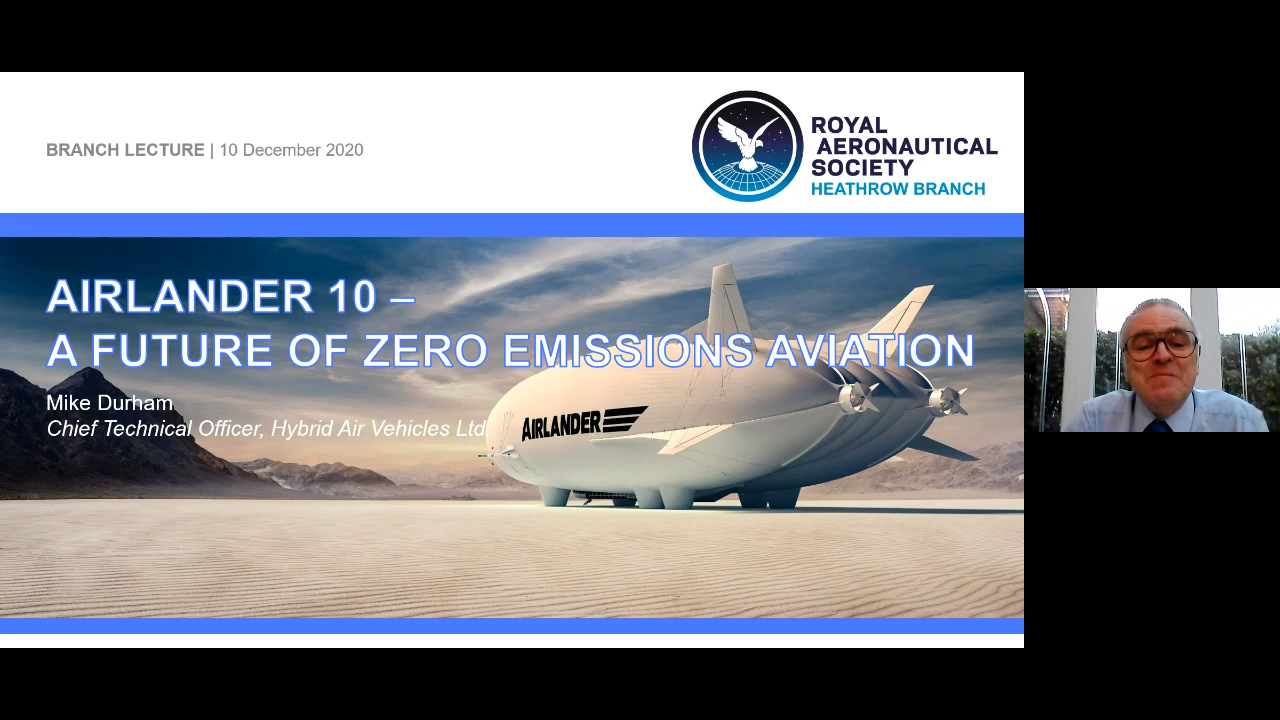 BRANCH LECTURE | 10 December 2020
ROYAL
AERONAUTICAL
SOCIETY
HEATHROW BRANCH
AIRLANDER 10 –
A FUTURE OF ZERO EMISSIONS AVIATION
Mike Durham
Chief Technical Officer, Hybrid Air Vehicles Ltd
AIRLANDER